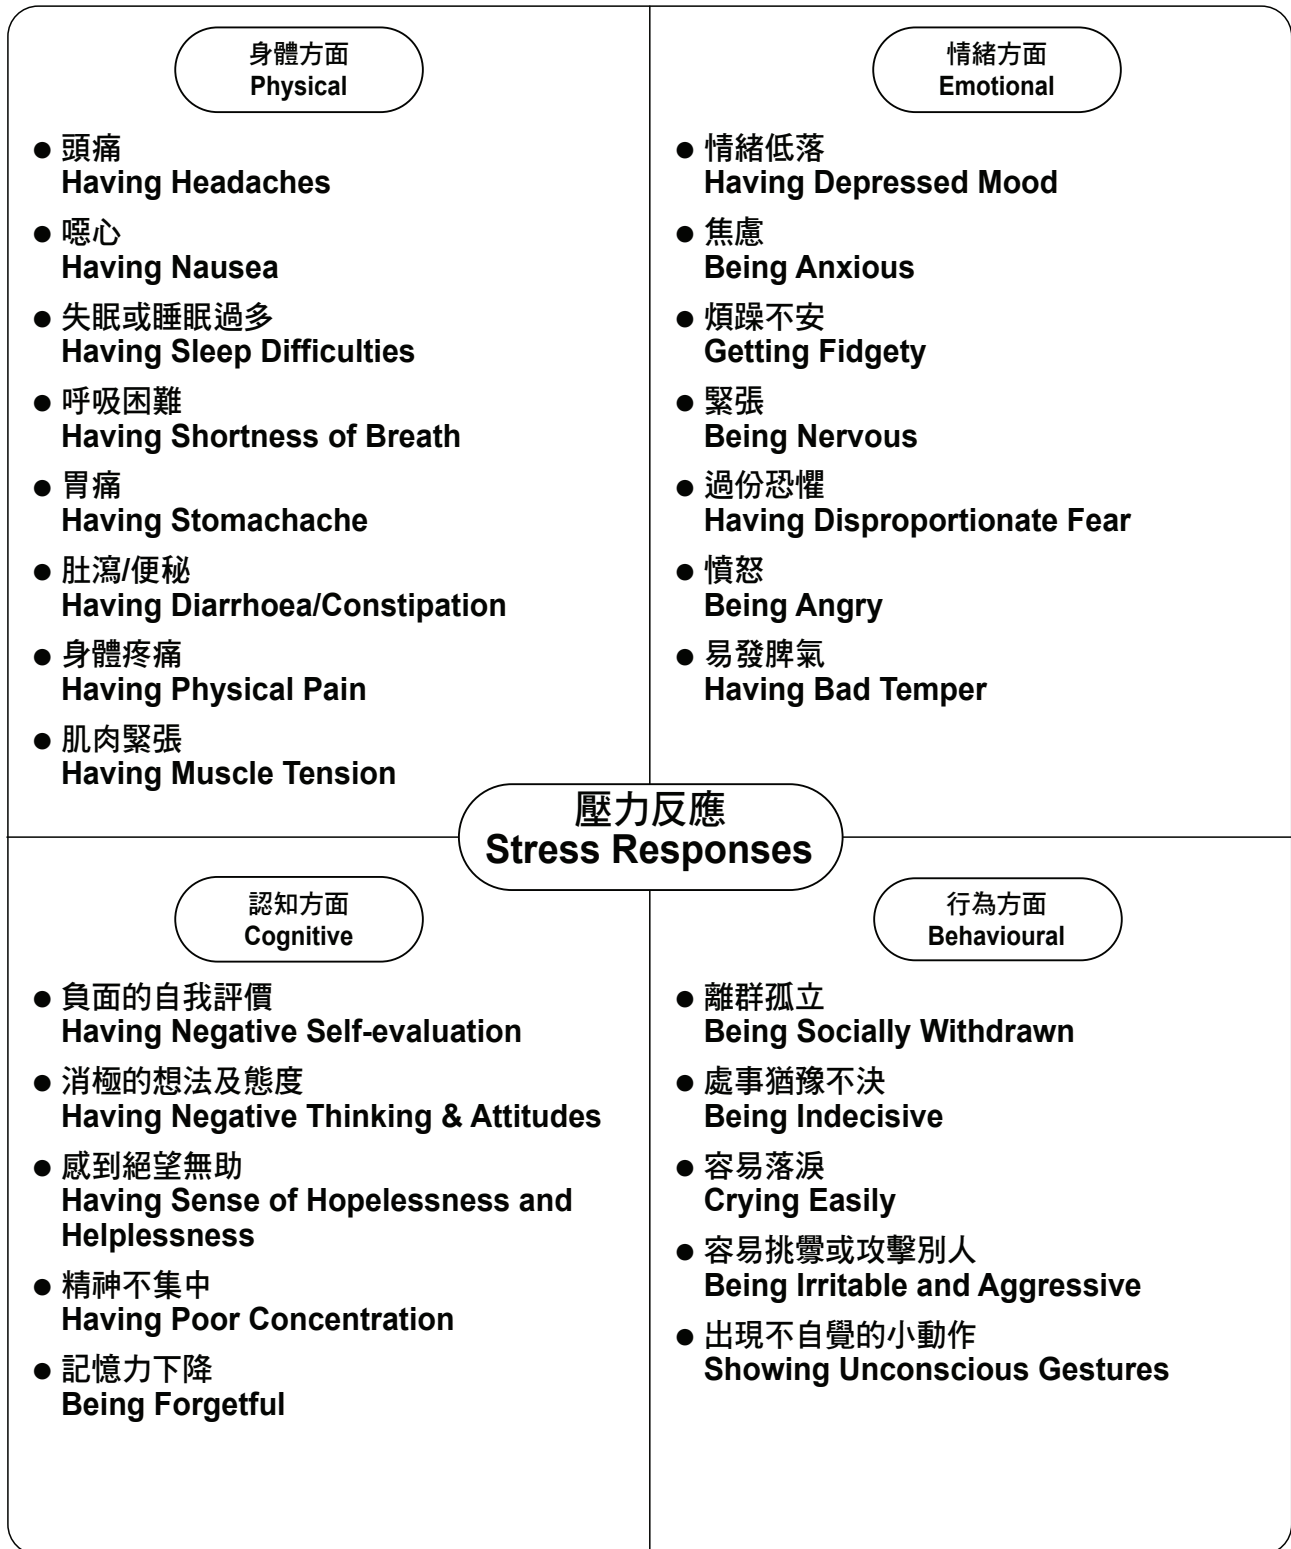 身體方面
Physical
● 頭痛
Having Headaches
● 噁心
Having Nausea
● 失眠或睡眠過多
Having Sleep Difficulties
● 呼吸困難
Having Shortness of Breath
● 胃痛
Having Stomachache
● 肚瀉/便秘
Having Diarrhoea/Constipation
● 身體疼痛
Having Physical Pain
● 肌肉緊張
Having Muscle Tension
情緒方面
Emotional
● 情緒低落
Having Depressed Mood
● 焦慮
Being Anxious
● 煩躁不安
Getting Fidgety
● 緊張
Being Nervous
● 過份恐懼
Having Disproportionate Fear
● 憤怒
Being Angry
● 易發脾氣
Having Bad Temper
壓力反應
Stress Responses
認知方面
Cognitive
● 負面的自我評價
Having Negative Self-evaluation
● 消極的想法及態度
Having Negative Thinking & Attitudes
● 感到絕望無助
Having Sense of Hopelessness and
Helplessness
● 精神不集中
Having Poor Concentration
● 記憶力下降
Being Forgetful
行為方面
Behavioural
● 離群孤立
Being Socially Withdrawn
● 處事猶豫不決
Being Indecisive
● 容易落淚
Crying Easily
● 容易挑釁或攻擊別人
Being Irritable and Aggressive
● 出現不自覺的小動作
Showing Unconscious Gestures